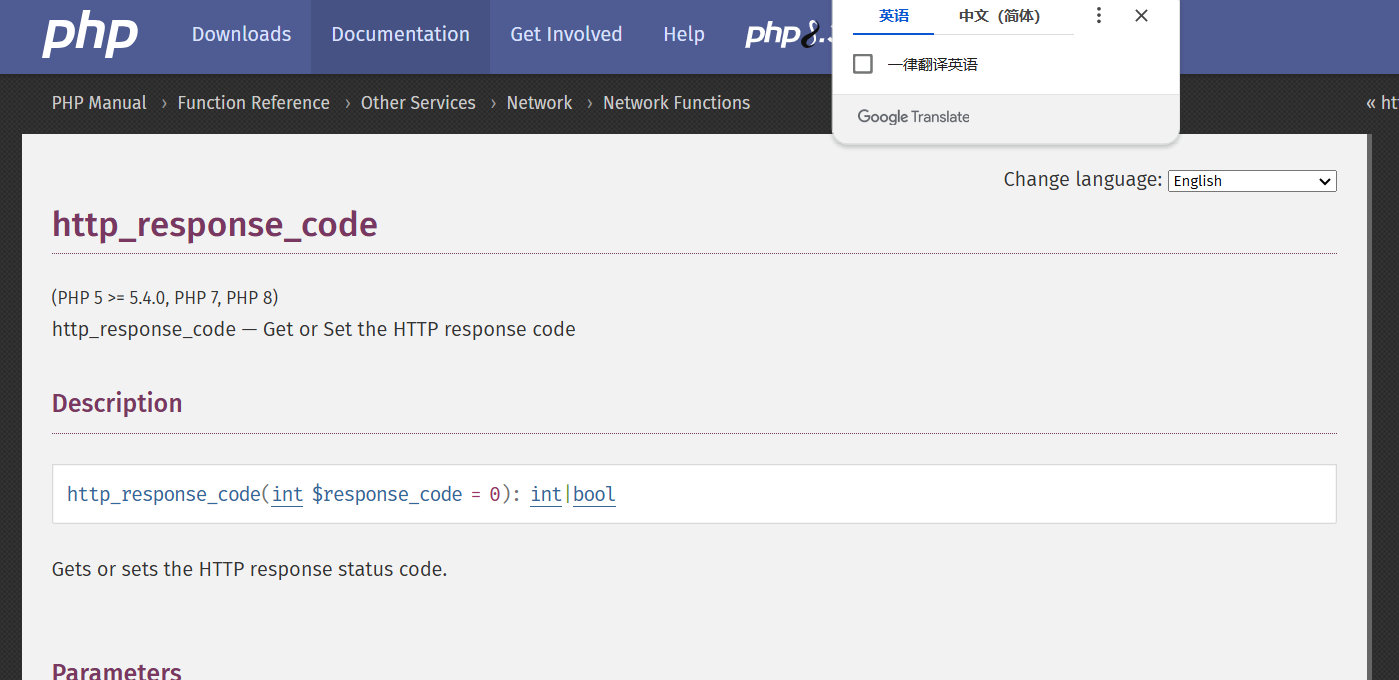 php Downloads Documentation Get Involved Help php8.
英语 中文（简体）
一律翻译英语
Google Translate
PHP Manual › Function Reference › Other Services › Network › Network Functions
«
Change language: English
http_response_code
(PHP 5 >= 5.4.0, PHP 7, PHP 8)
http_response_code — Get or Set the HTTP response code
Description
http_response_code(int $response_code = 0): int|bool
Gets or sets the HTTP response status code.
Parameters